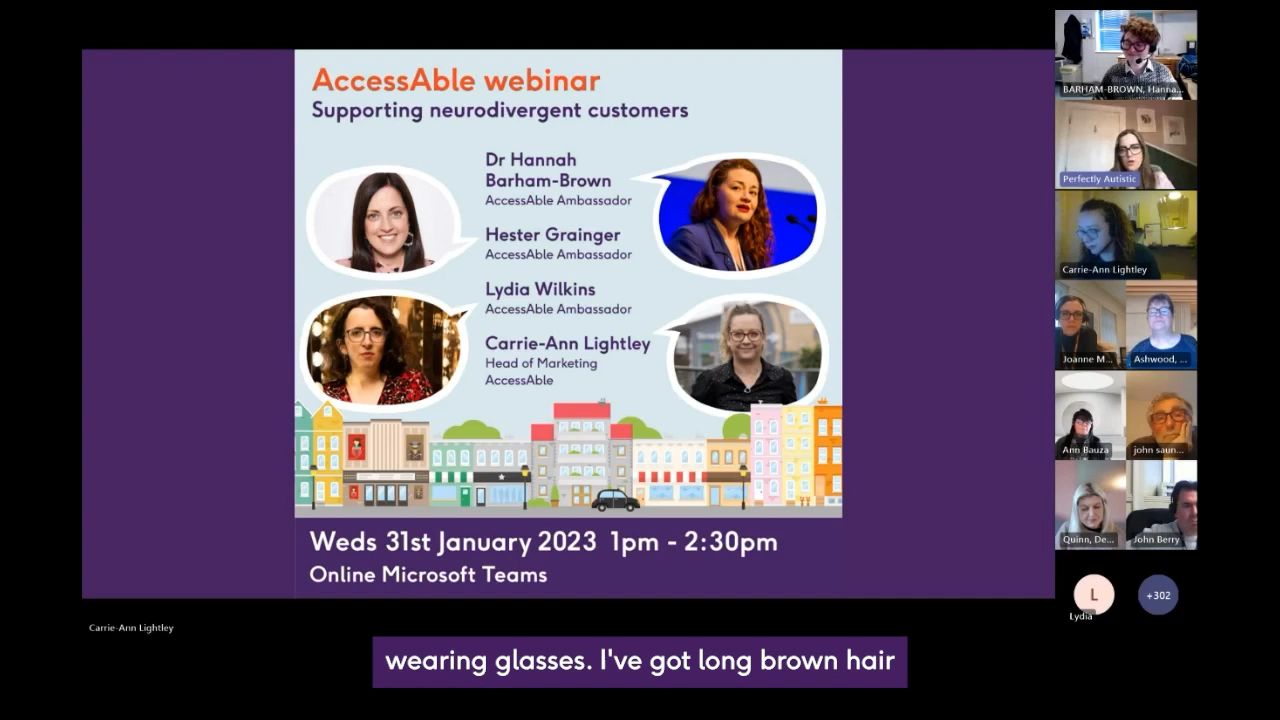 AccessAble webinar
Supporting neurodivergent customers
Dr Hannah
Barham-Brown
AccessAble Ambassador
Hester Grainger
AccessAble Ambassador
Lydia Wilkins
AccessAble Ambassador
Carrie-Ann Lightley
Head of Marketing
AccessAble
Weds 31st January 2023 1pm - 2:30pm
Online Microsoft Teams
Carrie-Ann Lightley
wearing glasses. I've got long brown hair
BARHAM-BROWN, Hanna...
Perfectly Autistic
Carrie-Ann Lightley
Joanne M...
Ashwood, ...
Ann Bauza
john saun...
Quinn, De...
John Berry
L
Lydia
+302